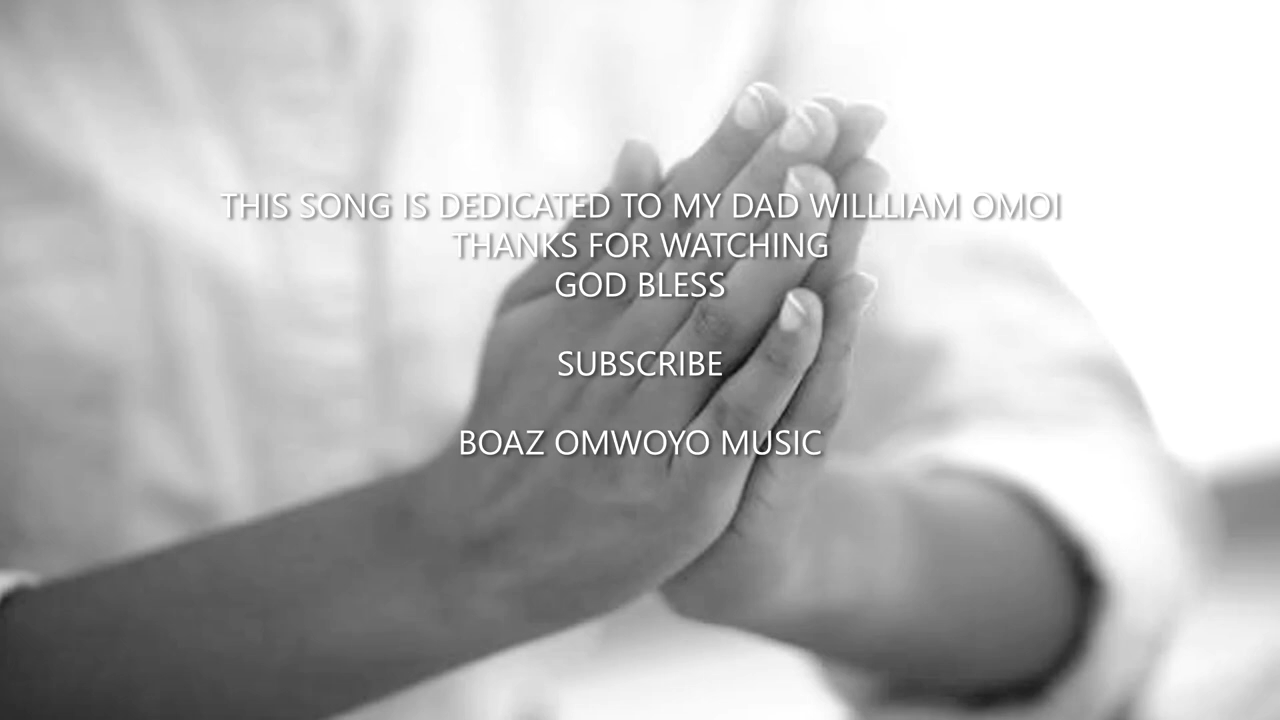 THIS SONG IS DEDICATED TO MY DAD WILLLIAM OMOI
THANKS FOR WATCHING
GOD BLESS
SUBSCRIBE
BOAZ OMWOYO MUSIC